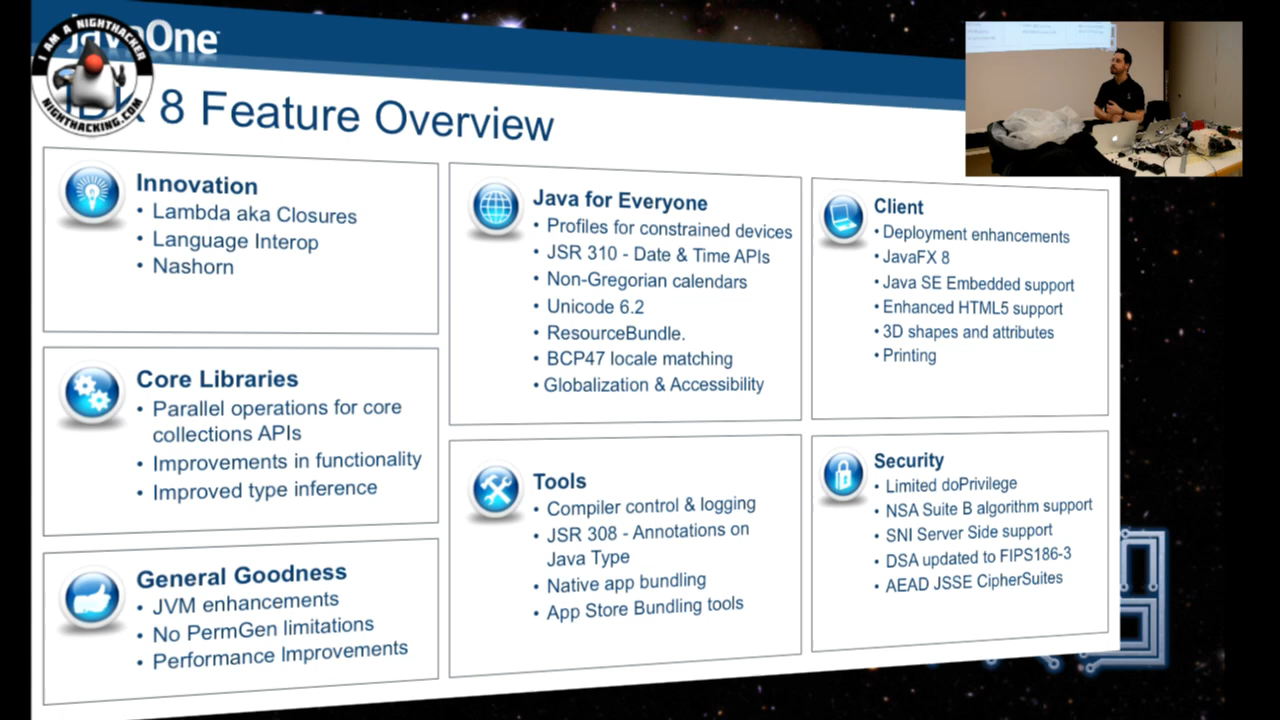 JavaOne
I AM A NIGHTHACKER
NIGHTHACKING.COM
8 Feature Overview
Innovation
• Lambda aka Closures
• Language Interop
• Nashorn
Core Libraries
• Parallel operations for core
collections APIs
• Improvements in functionality
• Improved type inference
General Goodness
• JVM enhancements
• No PermGen limitations
• Performance Improvements
Java for Everyone
• Profiles for constrained devices
• JSR 310 - Date & Time APIs
• Non-Gregorian calendars
• Unicode 6.2
• ResourceBundle.
• BCP47 locale matching
• Globalization & Accessibility
Tools
• Compiler control & logging
• JSR 308 - Annotations on
Java Type
• Native app bundling
• App Store Bundling tools
Client
• Deployment enhancements
• JavaFX 8
• Java SE Embedded support
• Enhanced HTML5 support
• 3D shapes and attributes
• Printing
Security
• Limited doPrivilege
• NSA Suite B algorithm support
• SNI Server Side support
• DSA updated to FIPS186-3
• AEAD JSSE CipherSuites